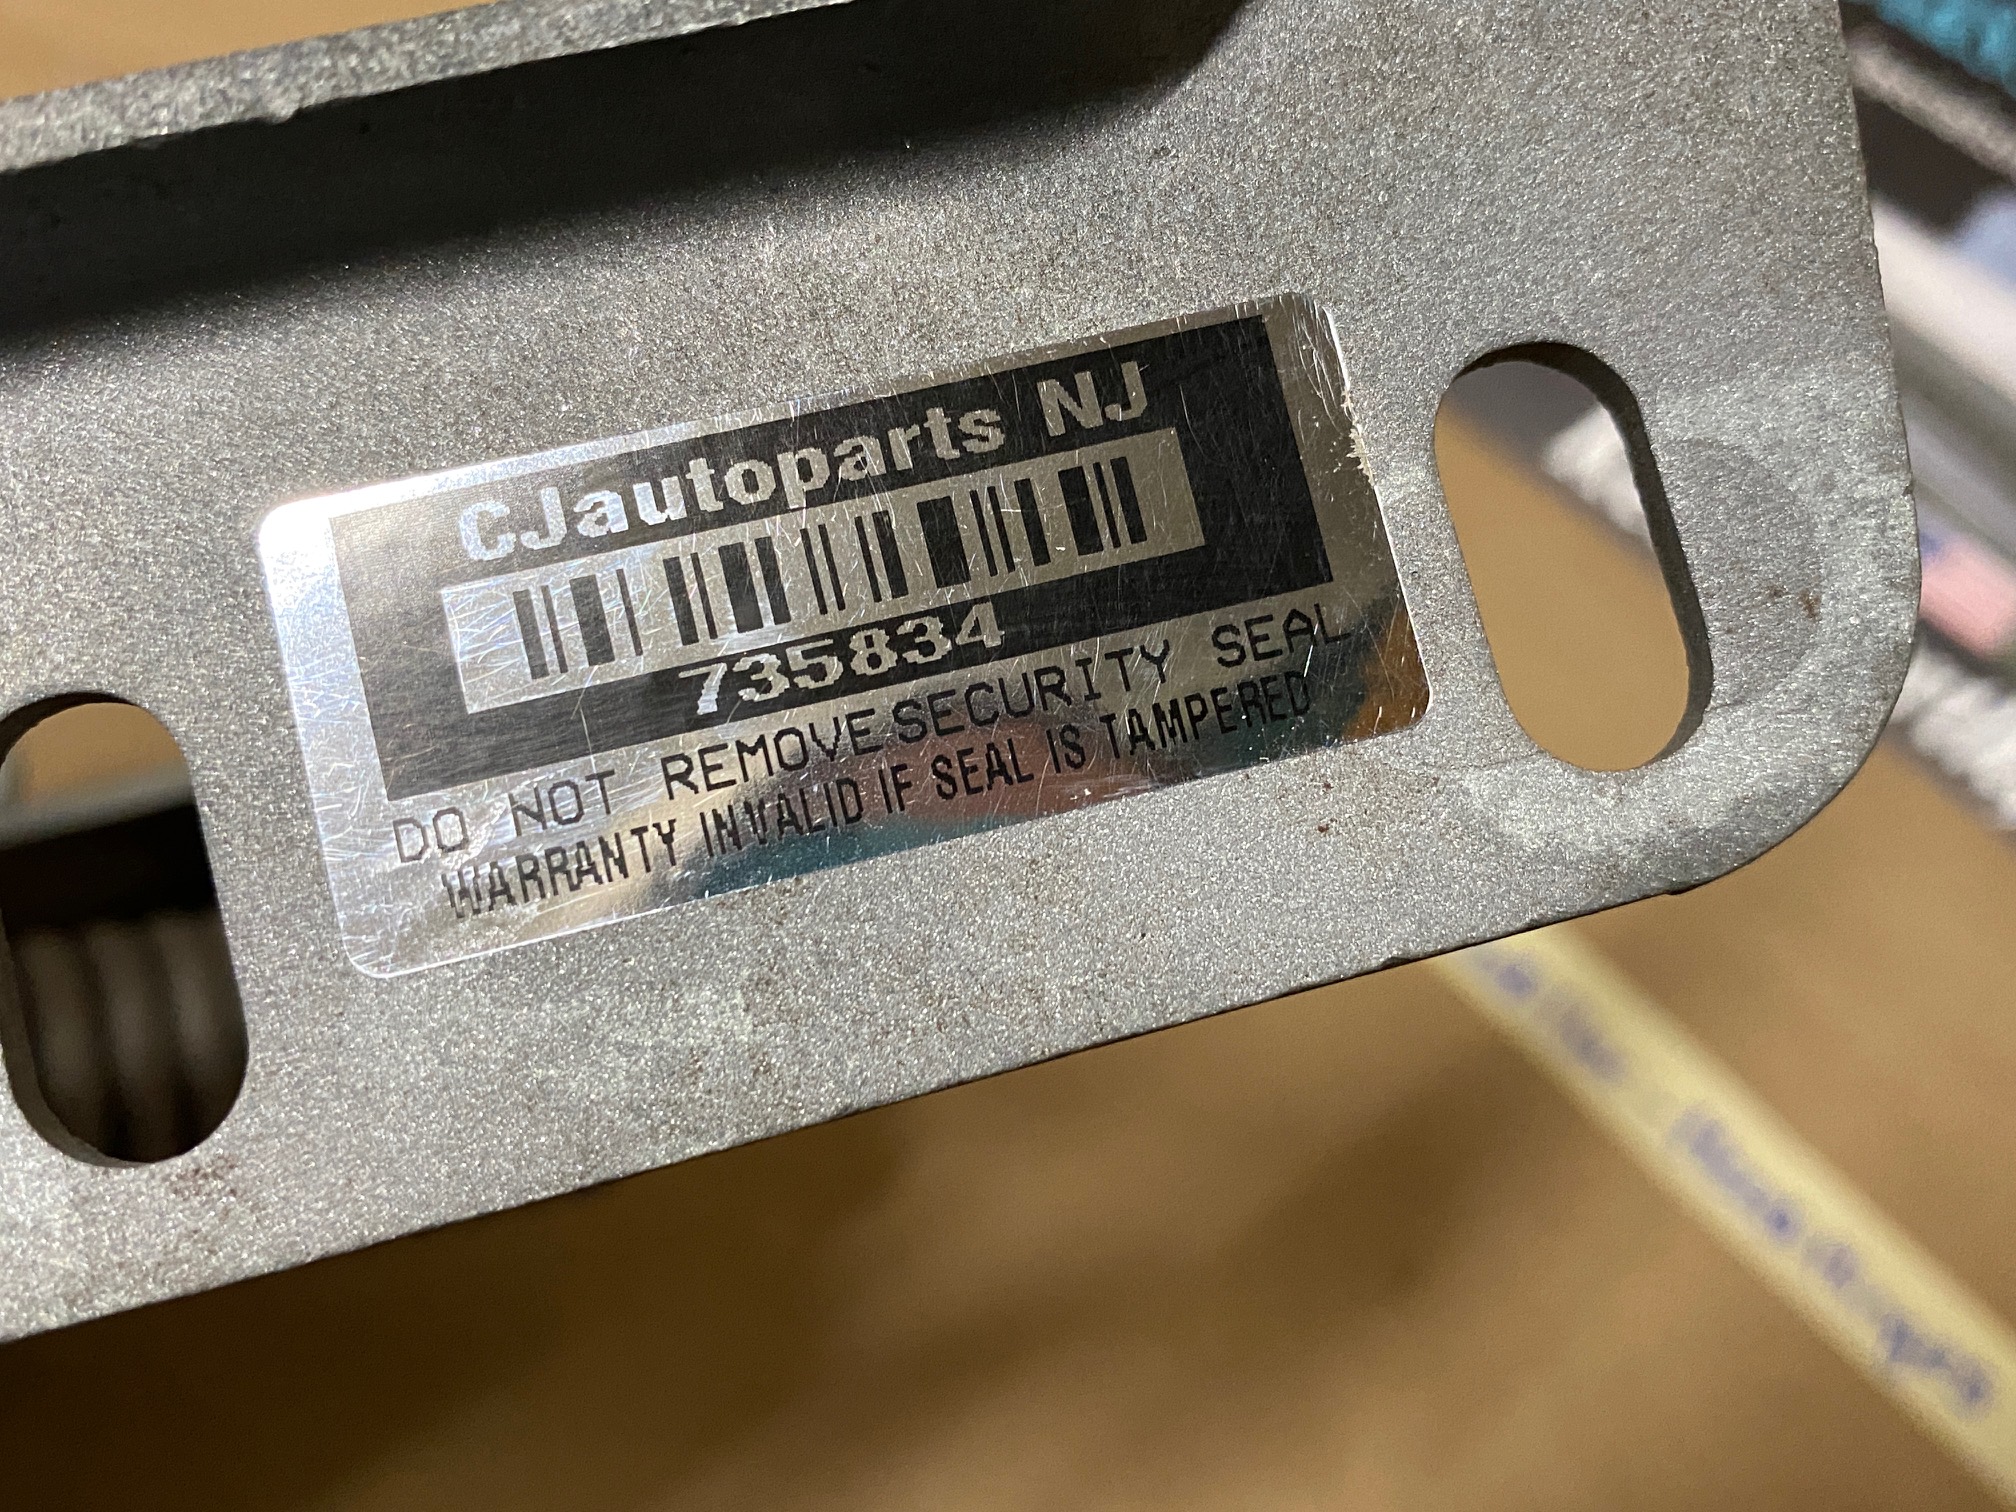 CJautoparts NJ
735834
DO NOT REMOVE SECURITY SEAL
WARRANTY INVALID IF SEAL IS TAMPERED